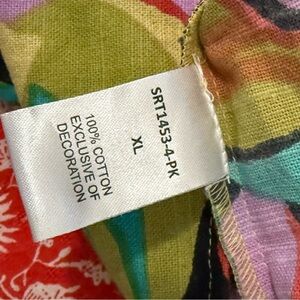 SRT1453-4-PK
XL
100% COTTON
EXCLUSIVE OF
DECORATION